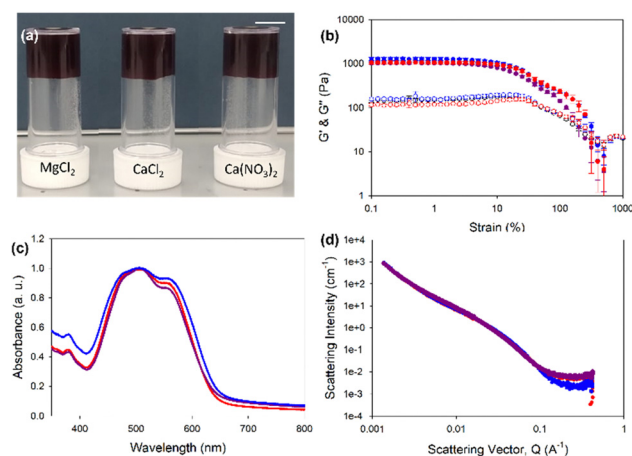 (a)
MgCl₂
CaCl₂
Ca(NO₃)₂
(b)
G' & G'' (Pa)
10000
1000
100
10
1
0.1
1
10
100
1000
Strain (%)
(c)
Absorbance (a. u.)
1.2
1.0
0.8
0.6
0.4
0.2
0.0
400
500
600
700
800
Wavelength (nm)
(d)
Scattering Intensity (cm⁻¹)
1e+4
1e+3
1e+2
1e+1
1e+0
1e-1
1e-2
1e-3
1e-4
0.001
0.01
0.1
1
Scattering Vector, Q (A⁻¹)